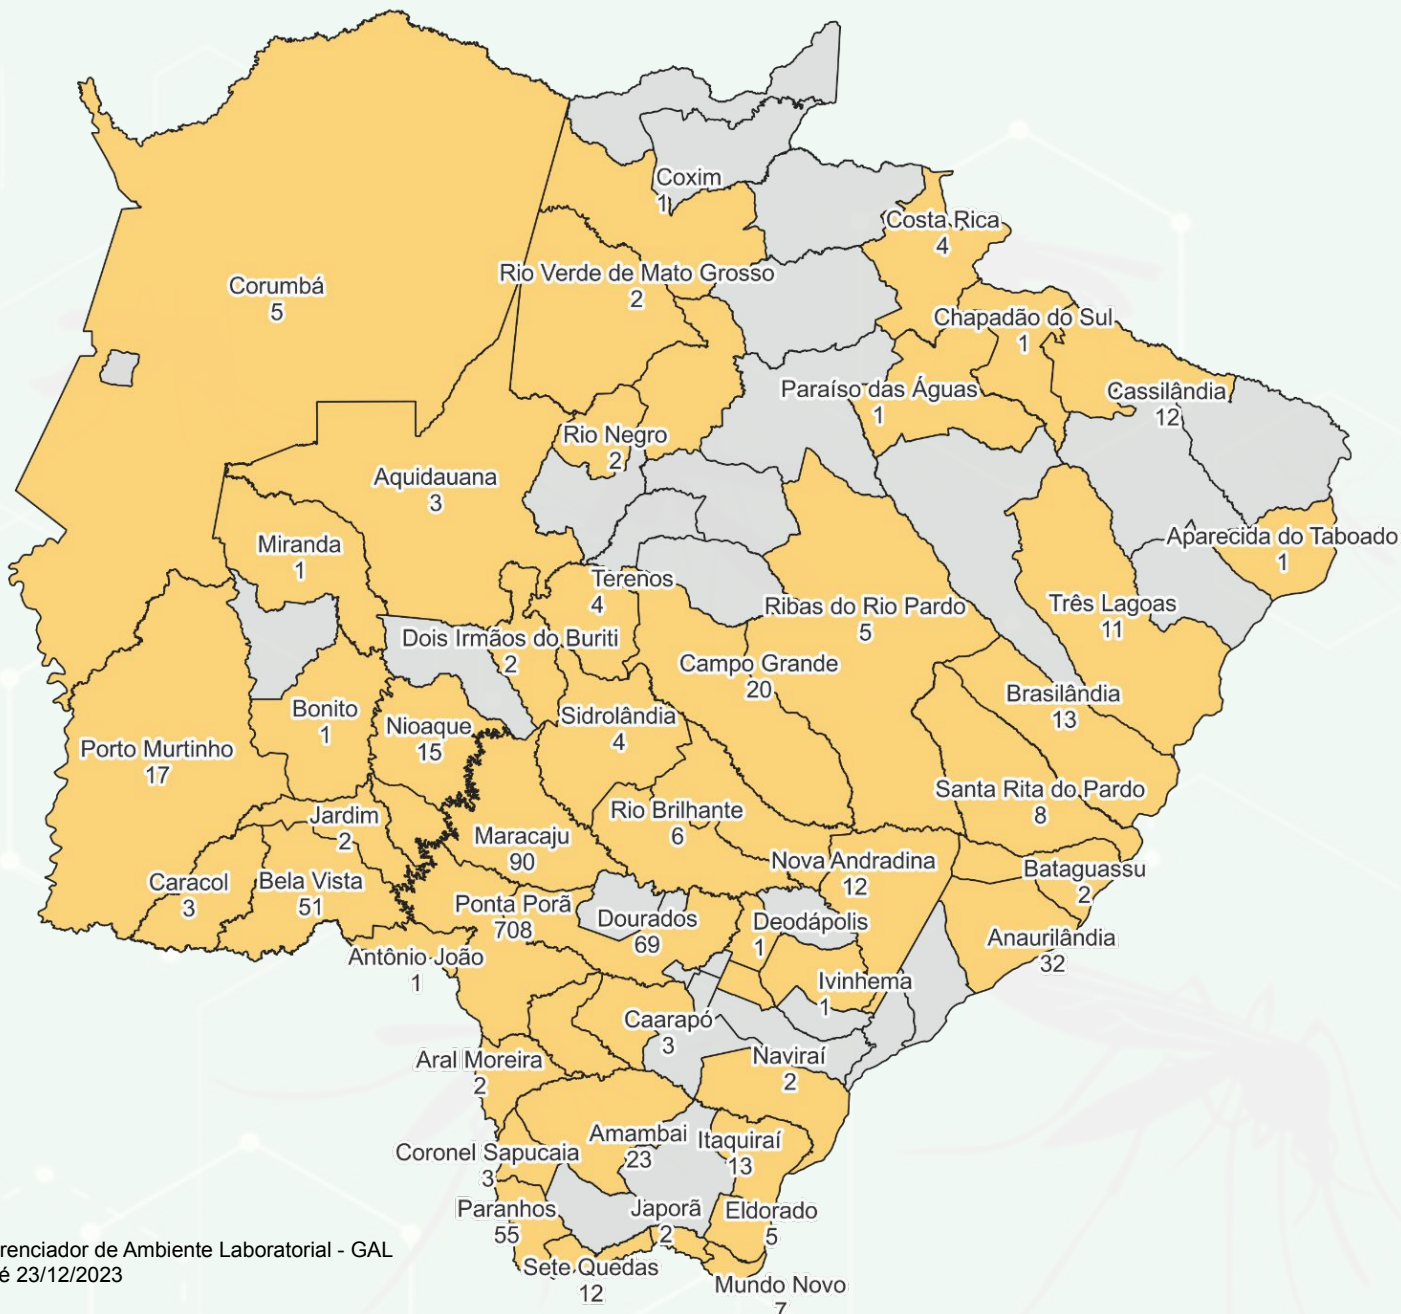 Coxim
1
Costa Rica
4
Corumbá
5
Rio Verde de Mato Grosso
2
Chapadão do Sul
1
Paraíso das Águas
1
Cassilândia
12
Rio Negro
2
Aquidauana
3
Miranda
1
Aparecida do Taboado
1
Terenos
4
Ribas do Rio Pardo
5
Três Lagoas
11
Dois Irmãos do Buriti
2
Campo Grande
20
Brasilândia
13
Bonito
1
Nioaque
15
Sidrolândia
4
Porto Murtinho
17
Santa Rita do Pardo
8
Jardim
2
Rio Brilhante
6
Maracaju
90
Nova Andradina
12
Bataguassu
2
Caracol
3
Bela Vista
51
Ponta Porã
708
Dourados
69
Deodápolis
1
Anaurilândia
32
Antônio João
1
Ivinhema
1
Caarapó
3
Aral Moreira
2
Naviraí
2
Amambai
23
Itaquiraí
13
Coronel Sapucaia
3
Paranhos
55
Japorã
2
Eldorado
5
Sete Quedas
12
Mundo Novo
7
renciador de Ambiente Laboratorial - GAL
é 23/12/2023